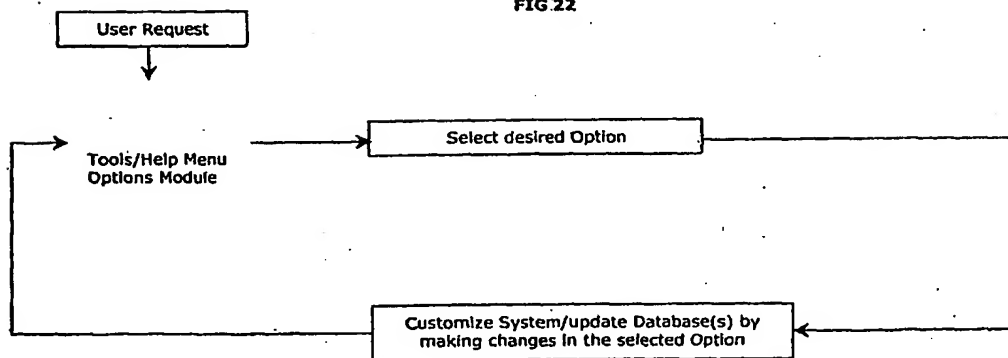 FIG.22
User Request
Select desired Option
Tools/Help Menu
Options Module
Customize System/update Database(s) by
making changes in the selected Option